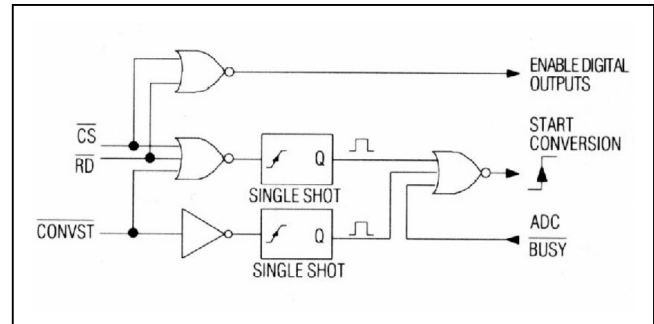 ENABLE DIGITAL
OUTPUTS
CS
RD
Q
SINGLE SHOT
START
CONVERSION
CONVST
Q
SINGLE SHOT
ADC
BUSY